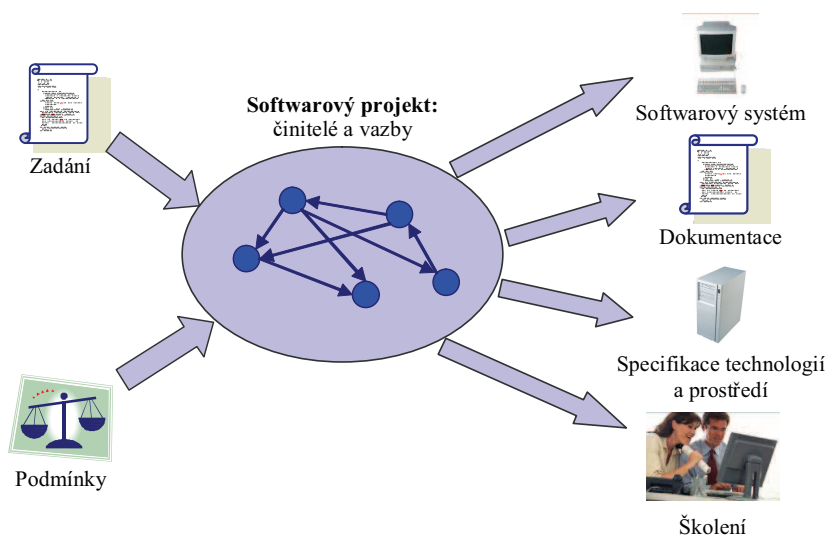 Zadání
Podmínky
Softwarový projekt:
činitelé a vazby
Softwarový systém
Dokumentace
Specifikace technologií
a prostředí
Školení